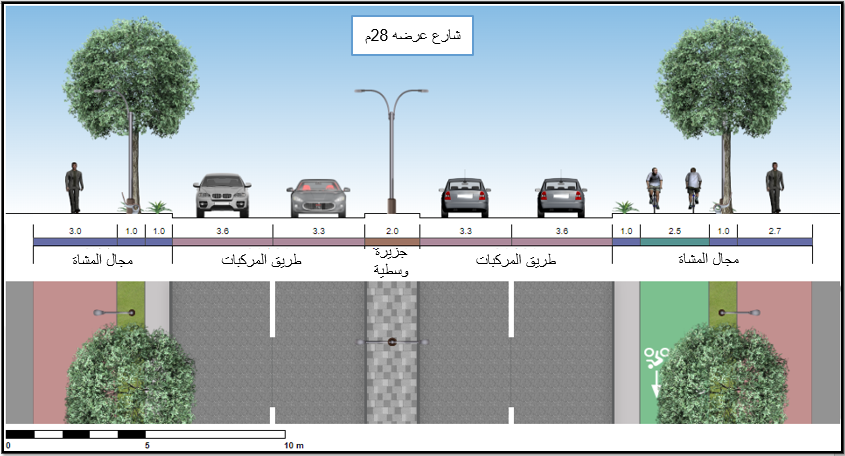 شارع عرضه 28م
3.0 1.0 1.0 3.6 3.3 2.0 3.3 3.6 1.0 2.5 1.0 2.7
مجال المشاة طريق المركبات جزيرة طريق المركبات مجال المشاة
وسطية
0 5 10 m